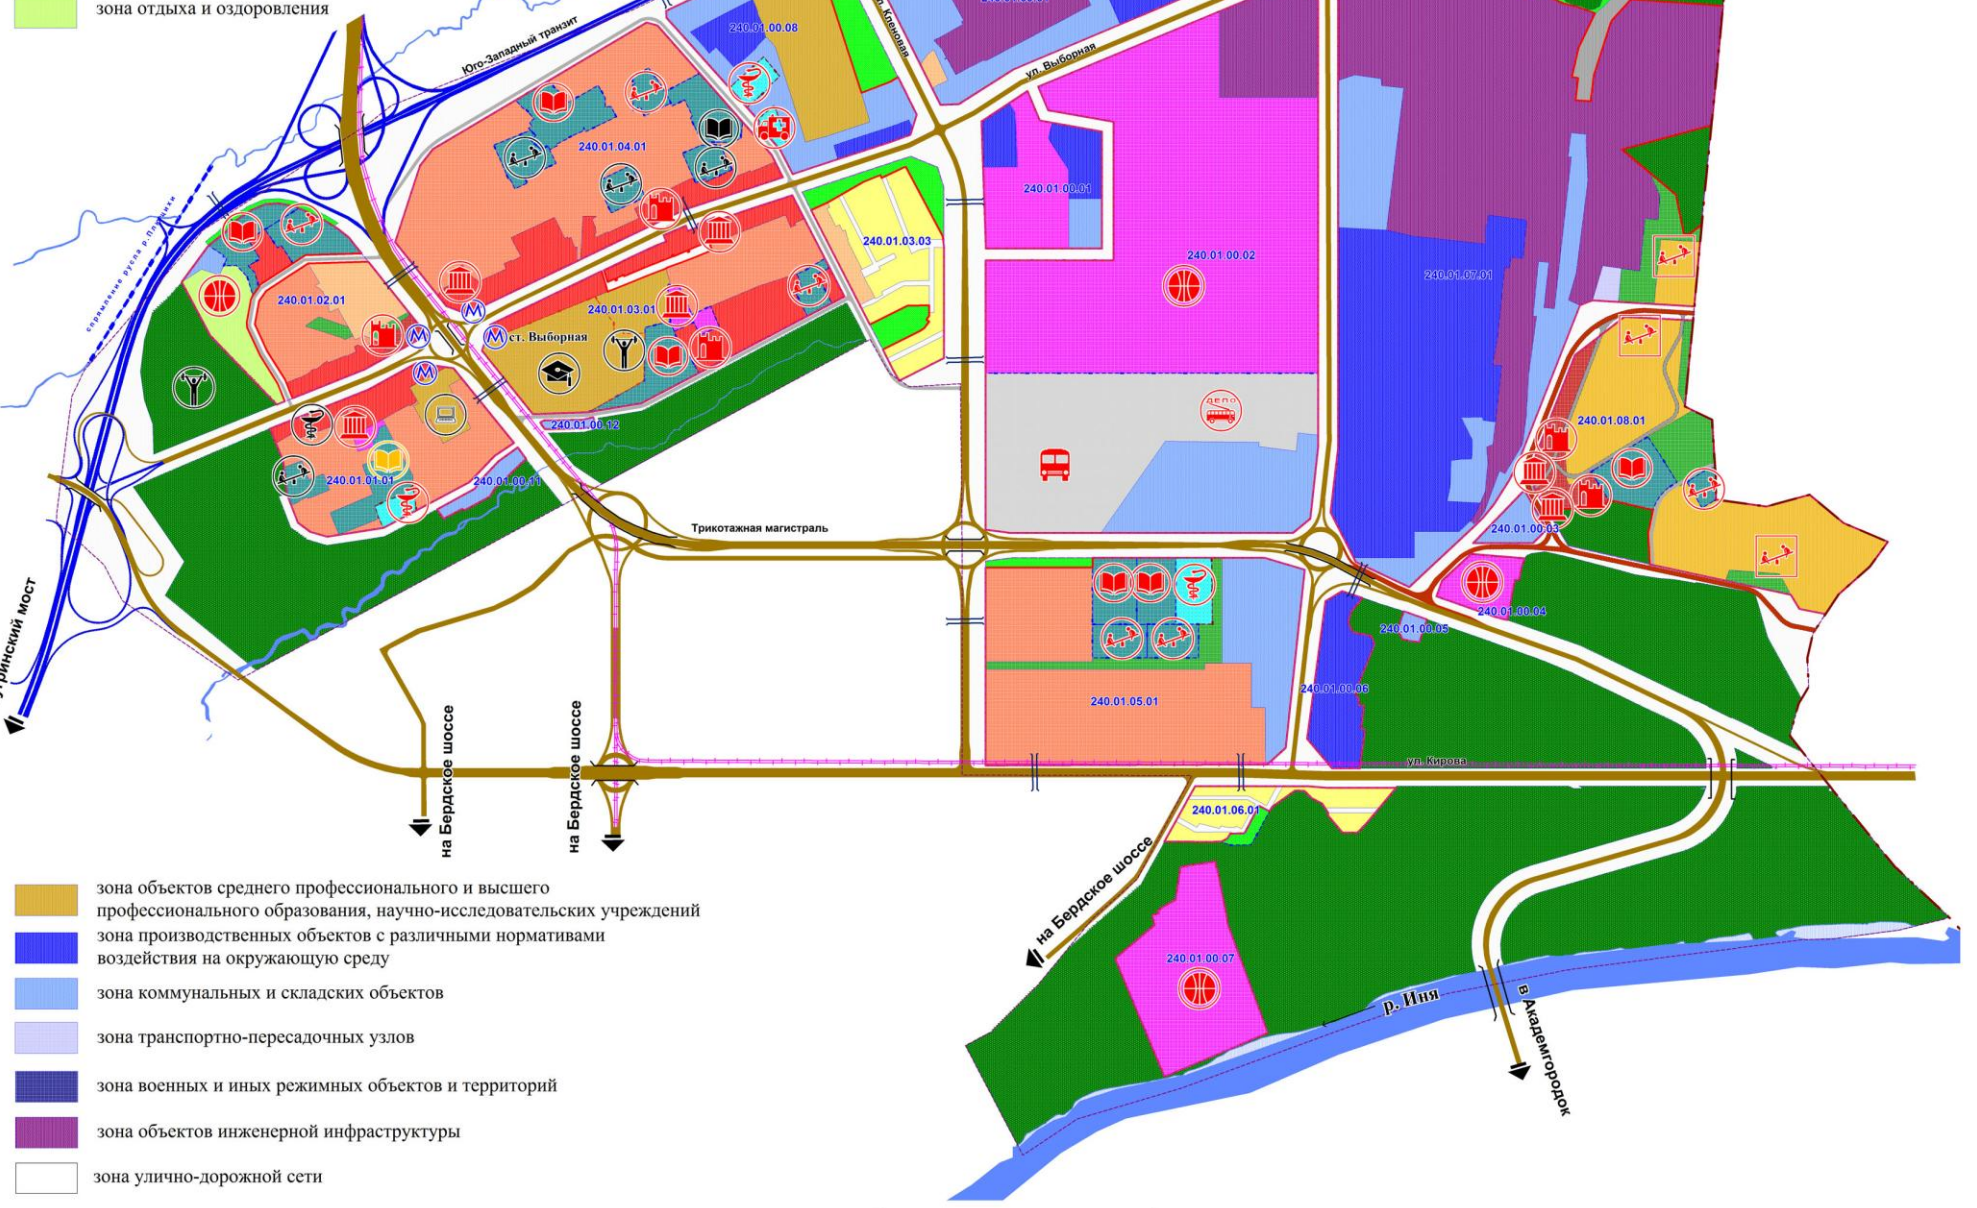 зона отдыха и оздоровления
Юго-Западный транзит
240.01.00.08
ул. Выборная
240.01.04.01
240.01.00.01
240.01.03.03
240.01.00.02
240.01.07.01
спрямление русла р. Плющихи
240.01.02.01
240.01.03.01
М
М
М
М
ст. Выборная
ДЕПО
240.01.00.12
240.01.08.01
240.01.01.01
240.01.00.11
Трикотажная магистраль
240.01.00.03
240.01.00.04
240.01.00.05
240.01.00.06
240.01.05.01
мост
на Бердское шоссе
на Бердское шоссе
ул. Кирова
240.01.06.01
на Бердское шоссе
240.01.00.07
р. Иня
в Академгородок
зона объектов среднего профессионального и высшего
профессионального образования, научно-исследовательских учреждений
зона производственных объектов с различными нормативами
воздействия на окружающую среду
зона коммунальных и складских объектов
зона транспортно-пересадочных узлов
зона военных и иных режимных объектов и территорий
зона объектов инженерной инфраструктуры
зона улично-дорожной сети